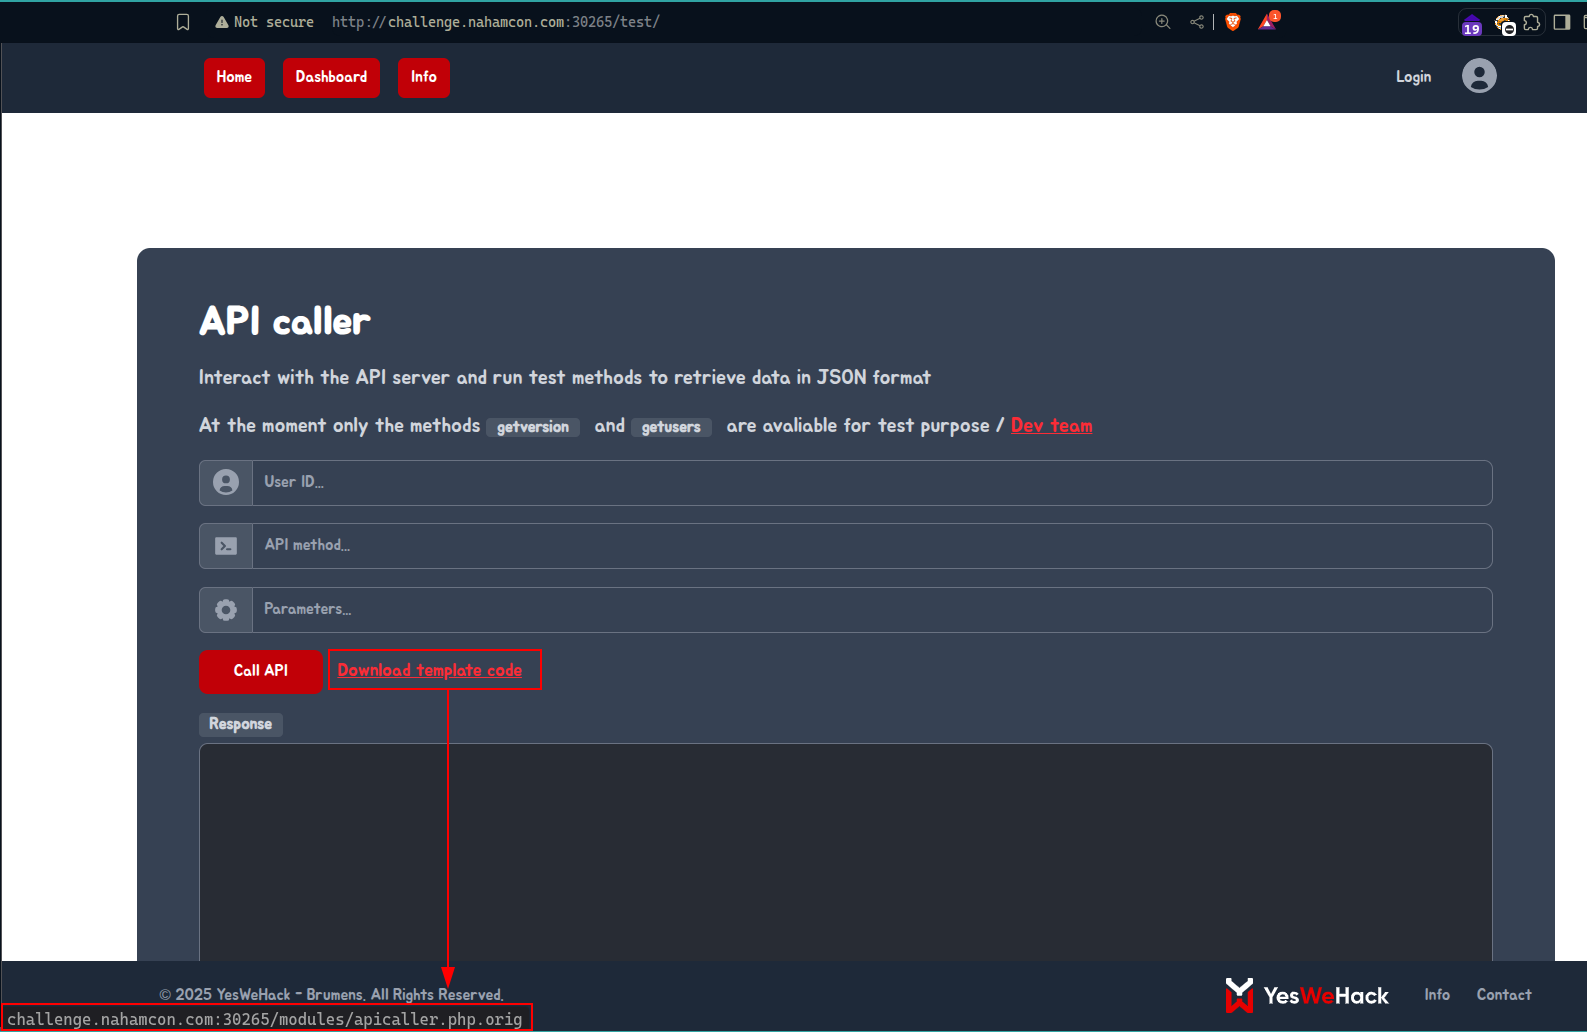 Not secure http://challenge.nahamcon.com:30265/test/
1
19
Home Dashboard Info Login
API caller
Interact with the API server and run test methods to retrieve data in JSON format
At the moment only the methods getversion and getusers are avaliable for test purpose / Dev team
User ID...
API method...
Parameters...
Call API Download template code
Response
© 2025 YesWeHack - Brumens. All Rights Reserved.
YesWeHack Info Contact
challenge.nahamcon.com:30265/modules/apicaller.php.orig